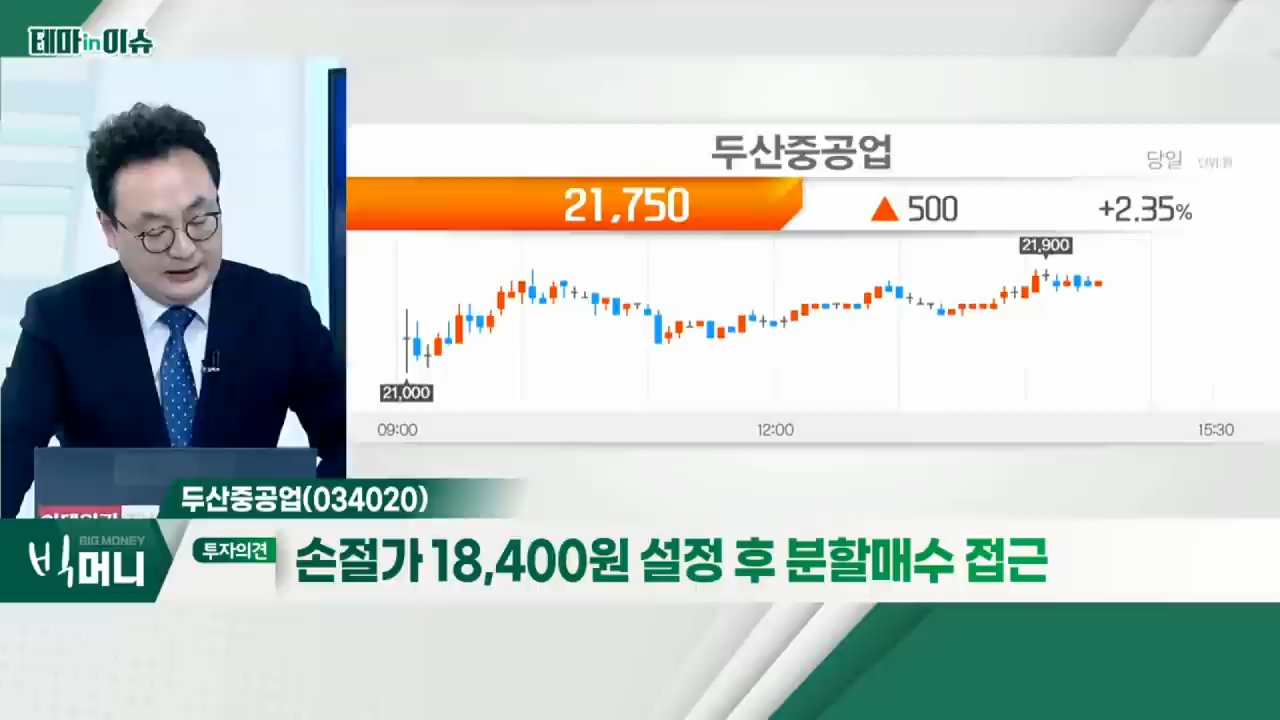 테마in이슈
두산중공업
당일 단위:원
21,750 ▲ 500 +2.35%
21,900
21,000
09:00 12:00 15:30
두산중공업(034020)
BIG MONEY
빅머니
투자의견 손절가 18,400원 설정 후 분할매수 접근